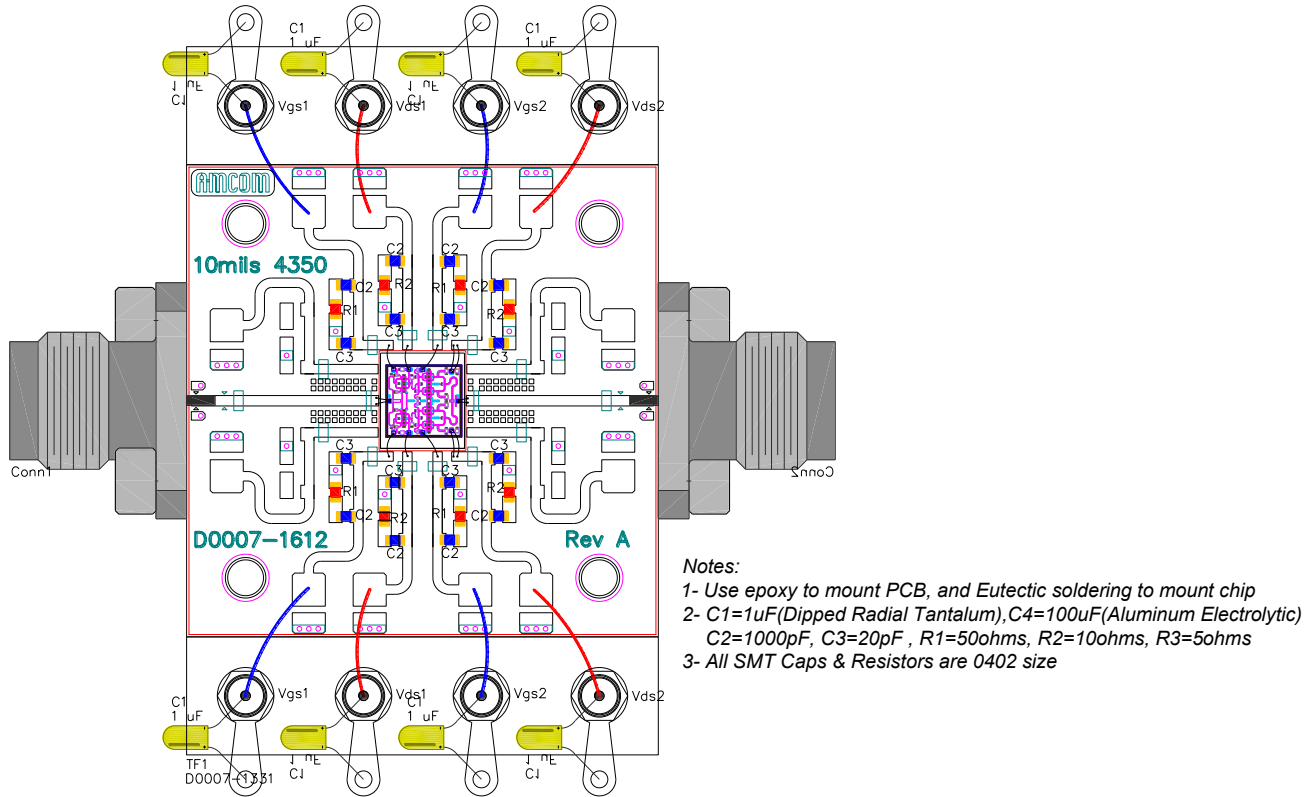 C1
1 uF
C1
1 uF
1 uF
C1
1 uF
C1
Vgs1
Vds1
Vgs2
Vds2
AMCOM
10mils 4350
C2
C2
C2
R2
R1
C2
R1
R2
C3
C3
C3
C3
Conn1
Conn2
C3
C3
C3
C3
R1
R1
R2
C2
R2
C2
C2
C2
D0007-1612
Rev A
Notes:
1- Use epoxy to mount PCB, and Eutectic soldering to mount chip
2- C1=1uF(Dipped Radial Tantalum),C4=100uF(Aluminum Electrolytic)
C2=1000pF, C3=20pF , R1=50ohms, R2=10ohms, R3=5ohms
3- All SMT Caps & Resistors are 0402 size
Vgs1
Vds1
Vgs2
Vds2
C1
1 uF
C1
1 uF
1 uF
C1
1 uF
C1
TF1
D0007-1331